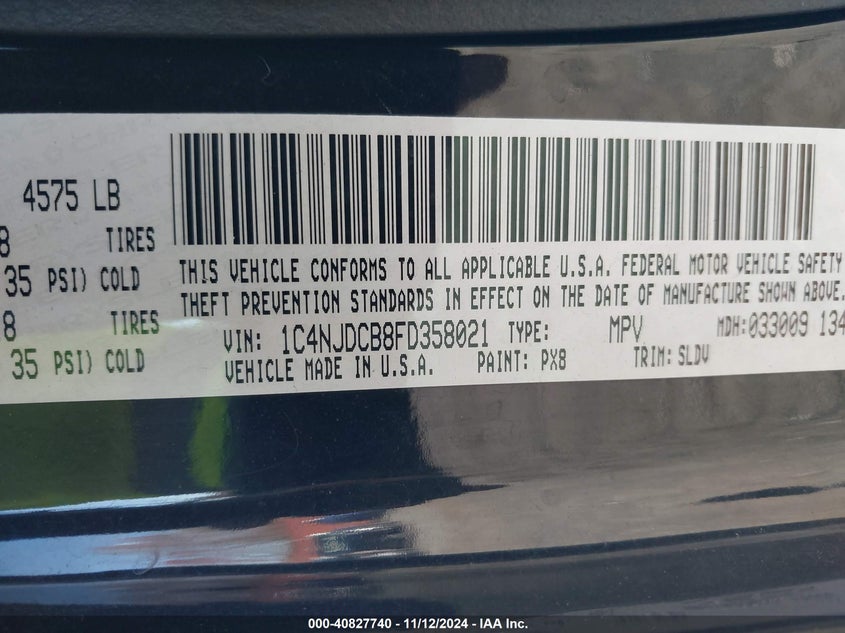 4575 LB
8 TIRES
35 PSI) COLD
8 TIRES
35 PSI) COLD
THIS VEHICLE CONFORMS TO ALL APPLICABLE U.S.A. FEDERAL MOTOR VEHICLE SAFETY
THEFT PREVENTION STANDARDS IN EFFECT ON THE DATE OF MANUFACTURE SHOWN ABOVE.
VIN: 1C4NJDCB8FD358021 TYPE: MPV MDH:033009 134
VEHICLE MADE IN U.S.A. PAINT: PX8 TRIM: SLDV
000-40827740 - 11/12/2024 - IAA Inc.